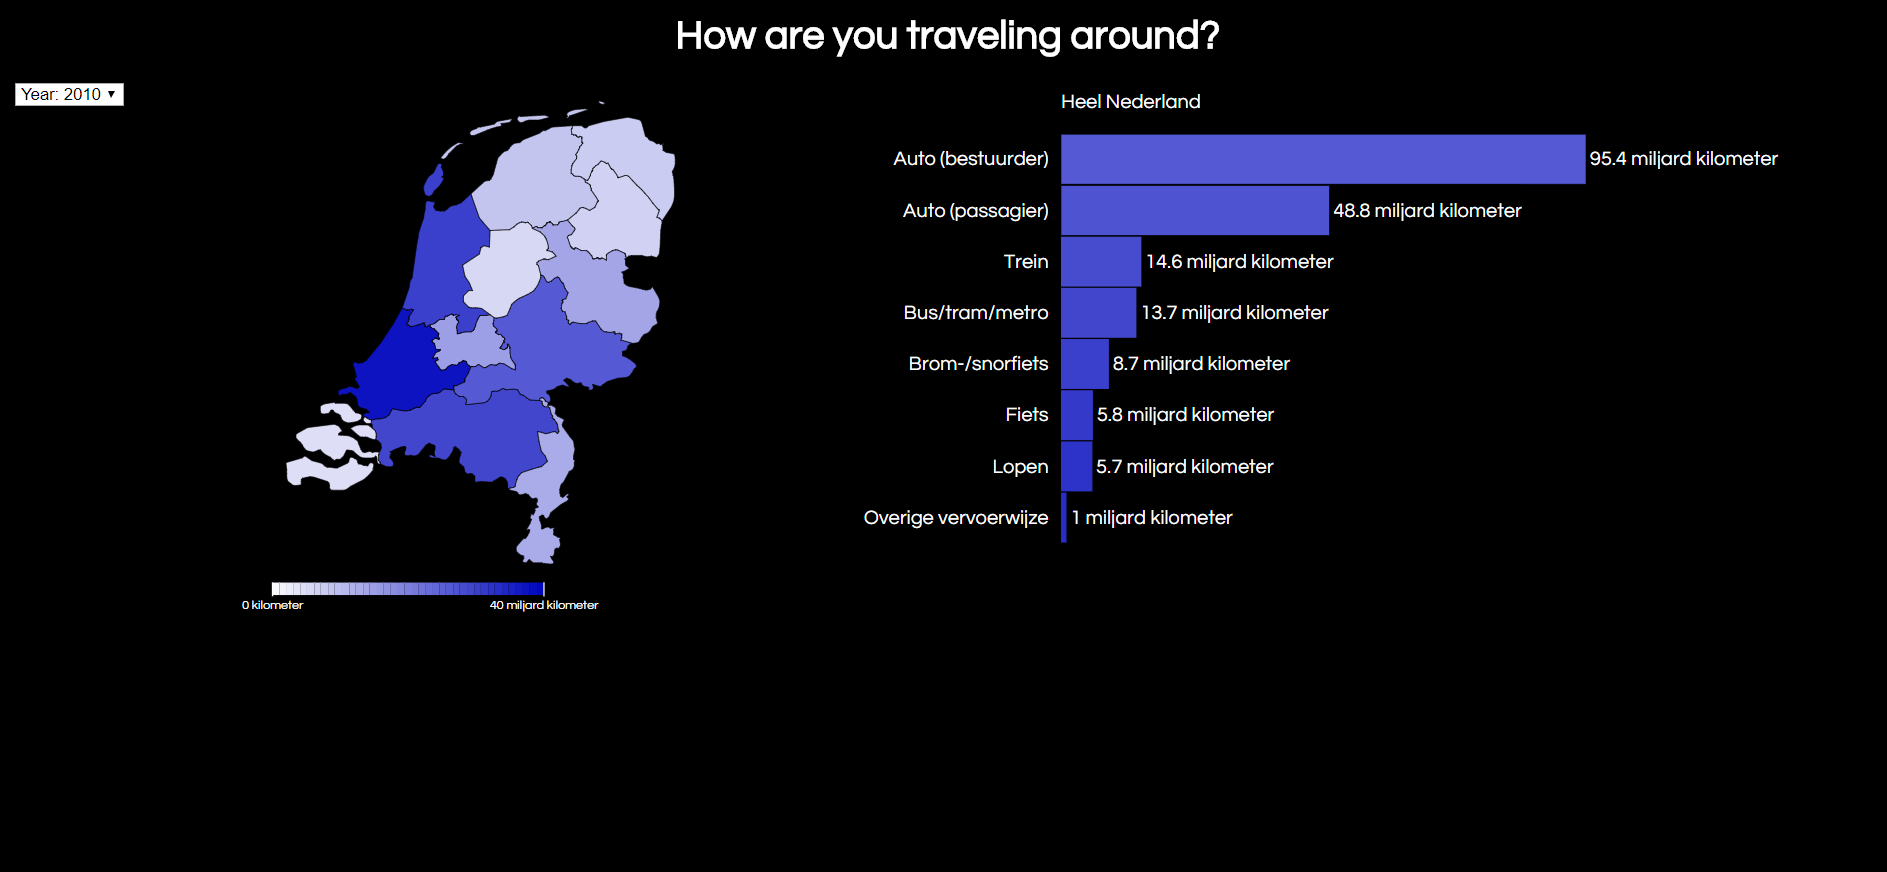 How are you traveling around?
Year: 2010
Heel Nederland
Auto (bestuurder) 95.4 miljard kilometer
Auto (passagier) 48.8 miljard kilometer
Trein 14.6 miljard kilometer
Bus/tram/metro 13.7 miljard kilometer
Brom-/snorfiets 8.7 miljard kilometer
Fiets 5.8 miljard kilometer
Lopen 5.7 miljard kilometer
Overige vervoerwijze 1 miljard kilometer
0 kilometer 40 miljard kilometer